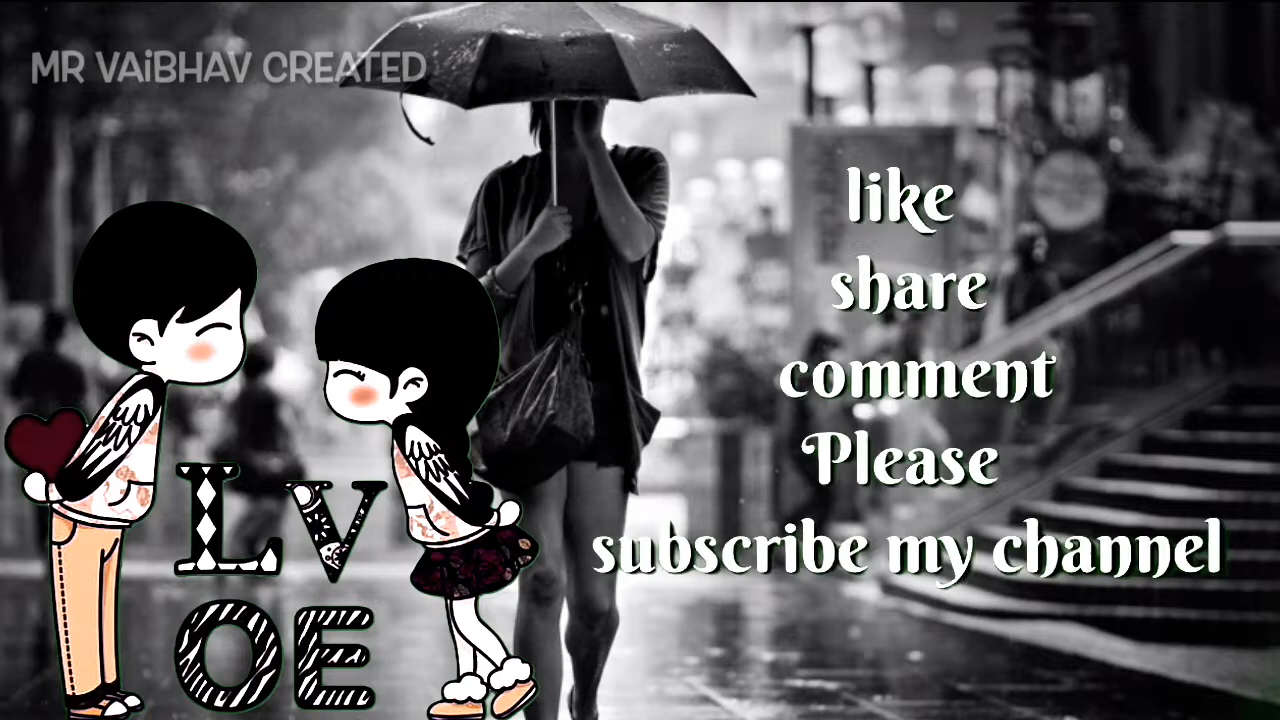 MR VAiBHAV CREATED
like
share
comment
Please
subscribe my channel
LV
OE